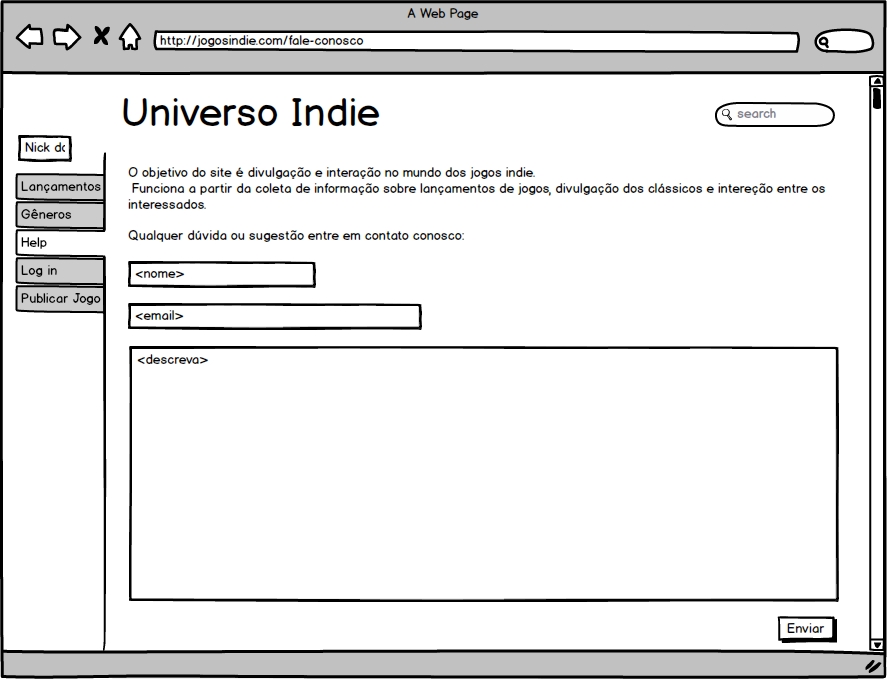 A Web Page
http://jogosindie.com/fale-conosco
Universo Indie
search
Nick do
Lançamentos
Gêneros
Help
Log in
Publicar Jogo
O objetivo do site é divulgação e interação no mundo dos jogos indie.
Funciona a partir da coleta de informação sobre lançamentos de jogos, divulgação dos clássicos e intereção entre os
interessados.
Qualquer dúvida ou sugestão entre em contato conosco:
<nome>
<email>
<descreva>
Enviar